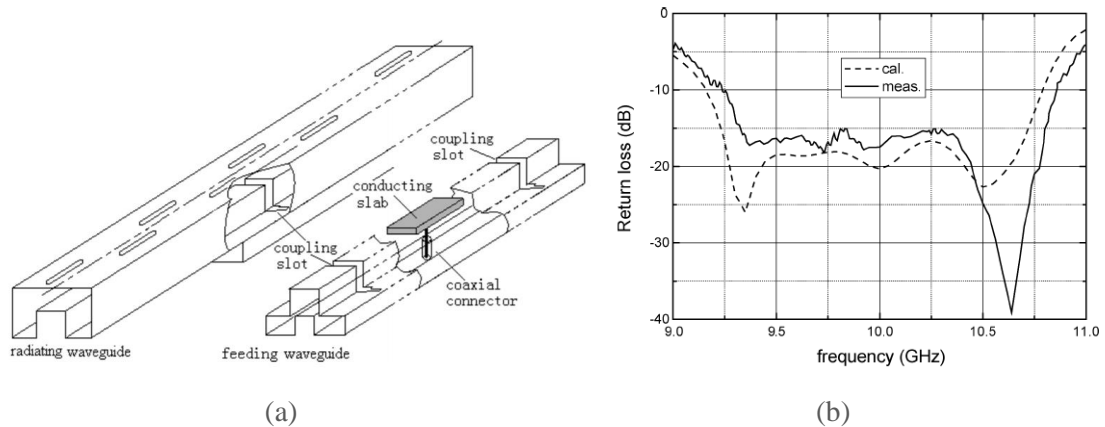 coupling
slot
conducting
slab
coupling
slot
coaxial
connector
radiating waveguide
feeding waveguide
(a)
0
-10
-20
-30
-40
Return loss (dB)
cal.
meas.
9.0
9.5
10.0
10.5
11.0
frequency (GHz)
(b)